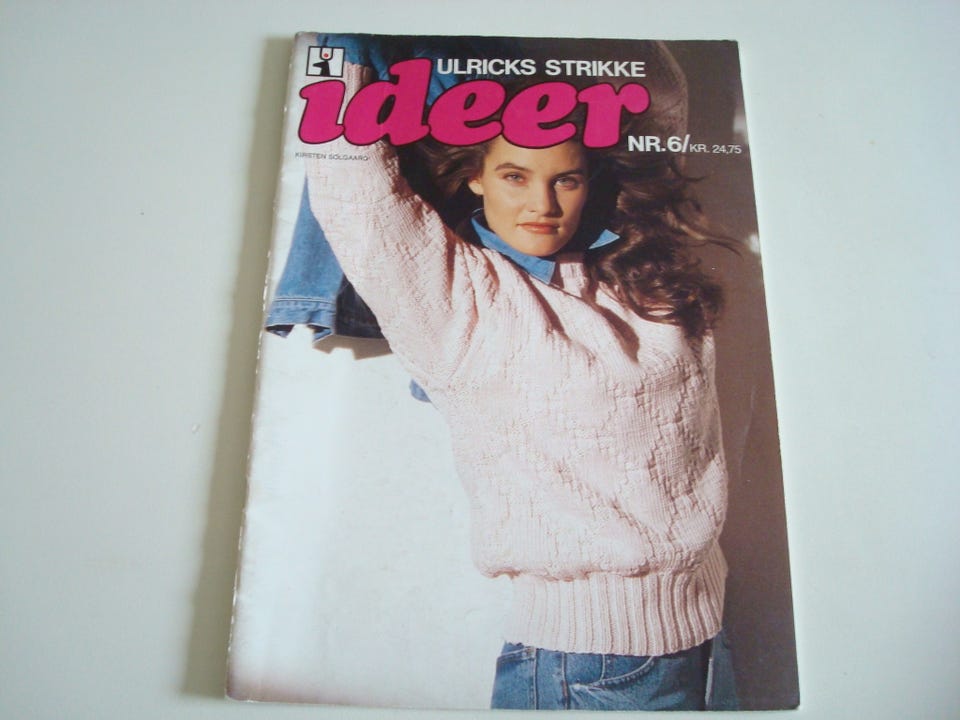 ULRICKS STRIKKE
ideer
NR.6/KR. 24,75
KIRSTEN SOLGAARD